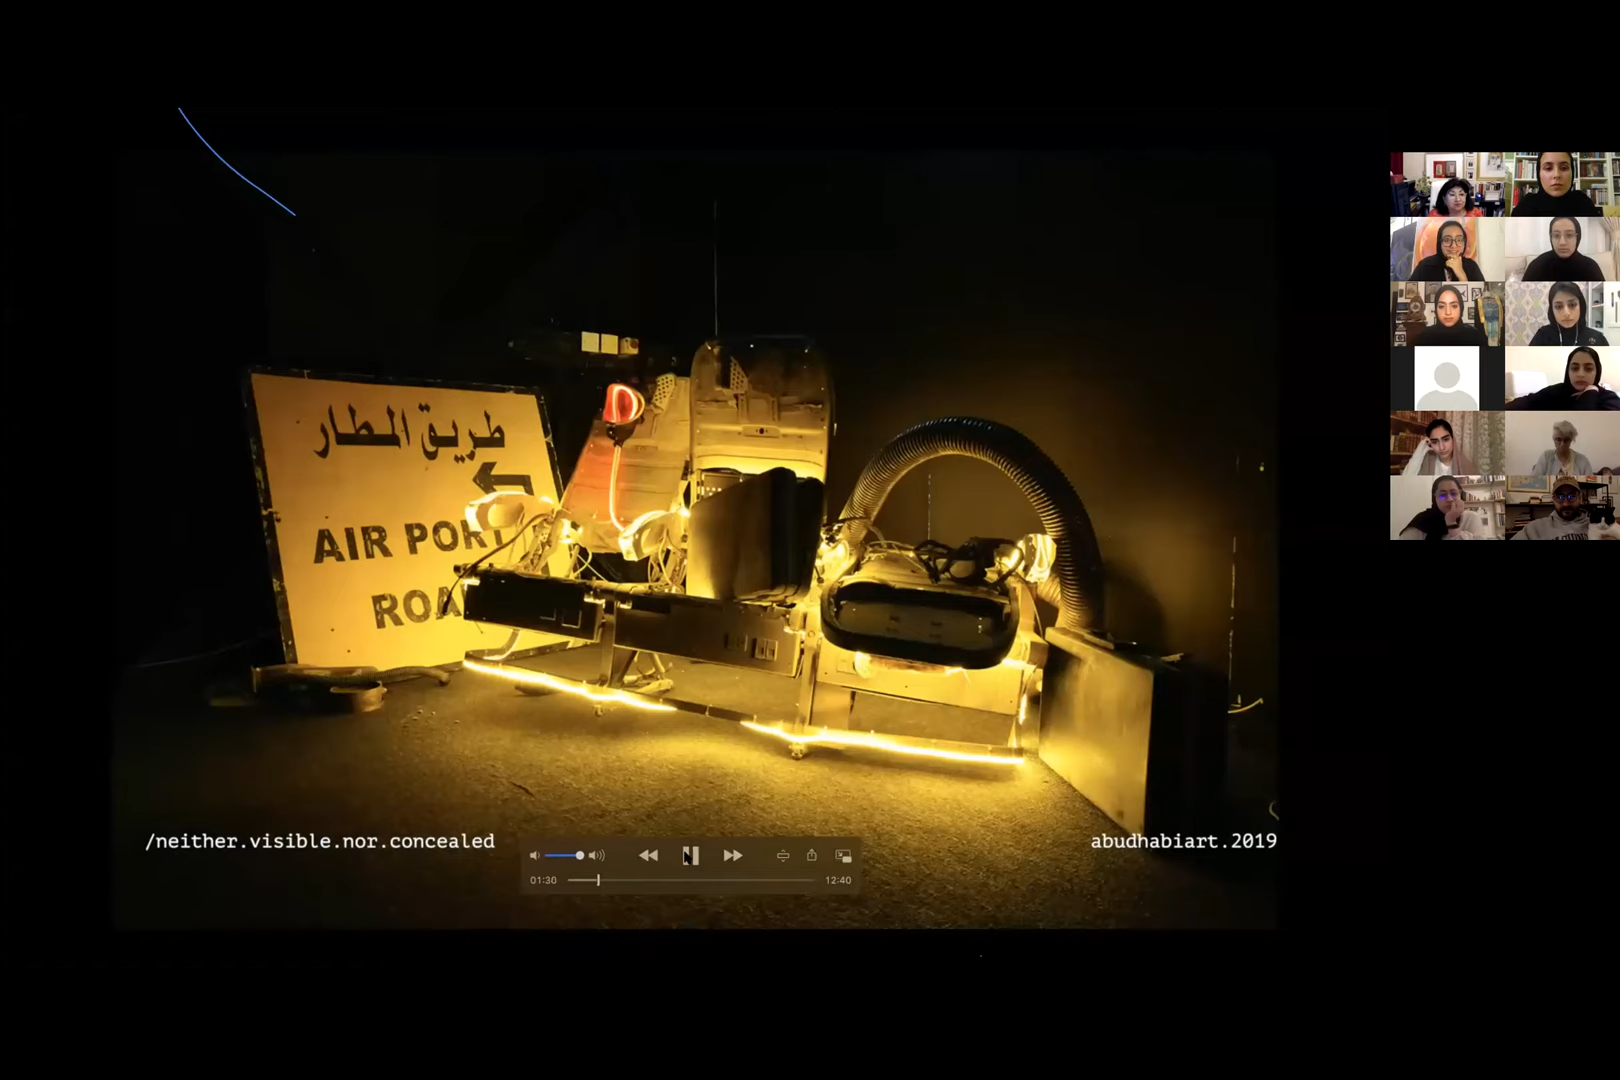 طريق المطار
AIR PORT
ROA
/neither.visible.nor.concealed
abudhabiart.2019
01:30
12:40